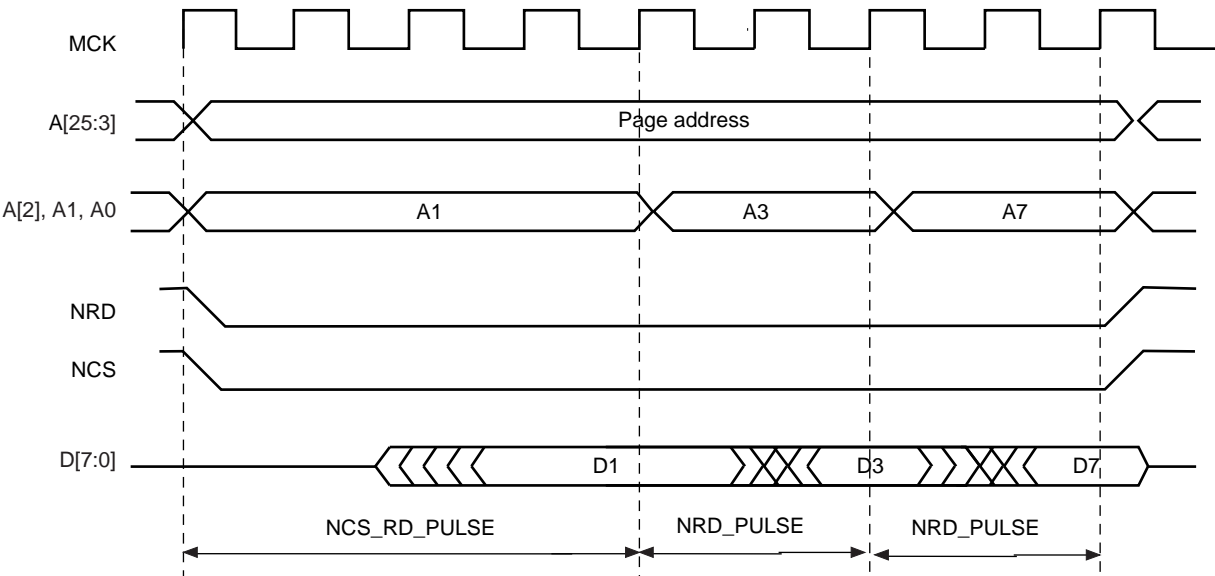 MCK
A[25:3]
Page address
A[2], A1, A0
A1
A3
A7
NRD
NCS
D[7:0]
D1
D3
D7
NCS_RD_PULSE
NRD_PULSE
NRD_PULSE